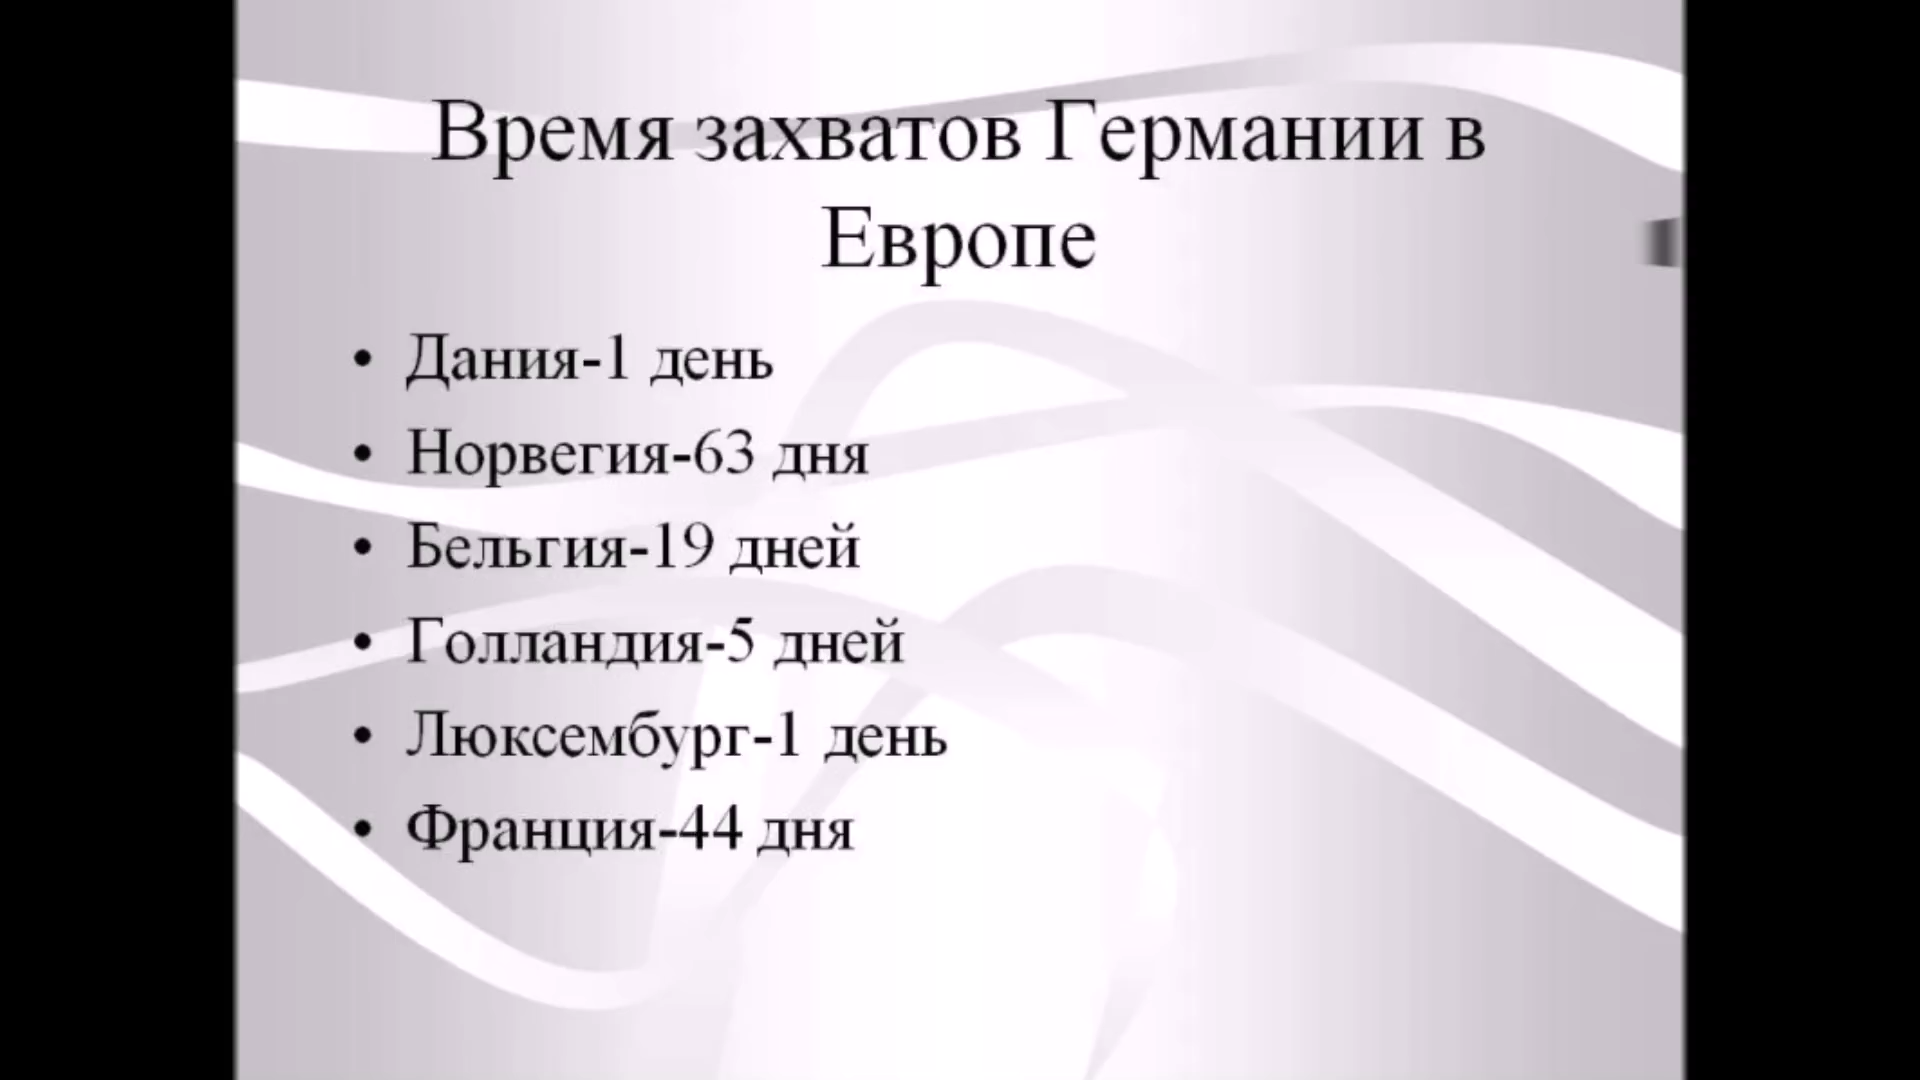 Время захватов Германии в
Европе
• Дания-1 день
• Норвегия-63 дня
• Бельгия-19 дней
• Голландия-5 дней
• Люксембург-1 день
• Франция-44 дня